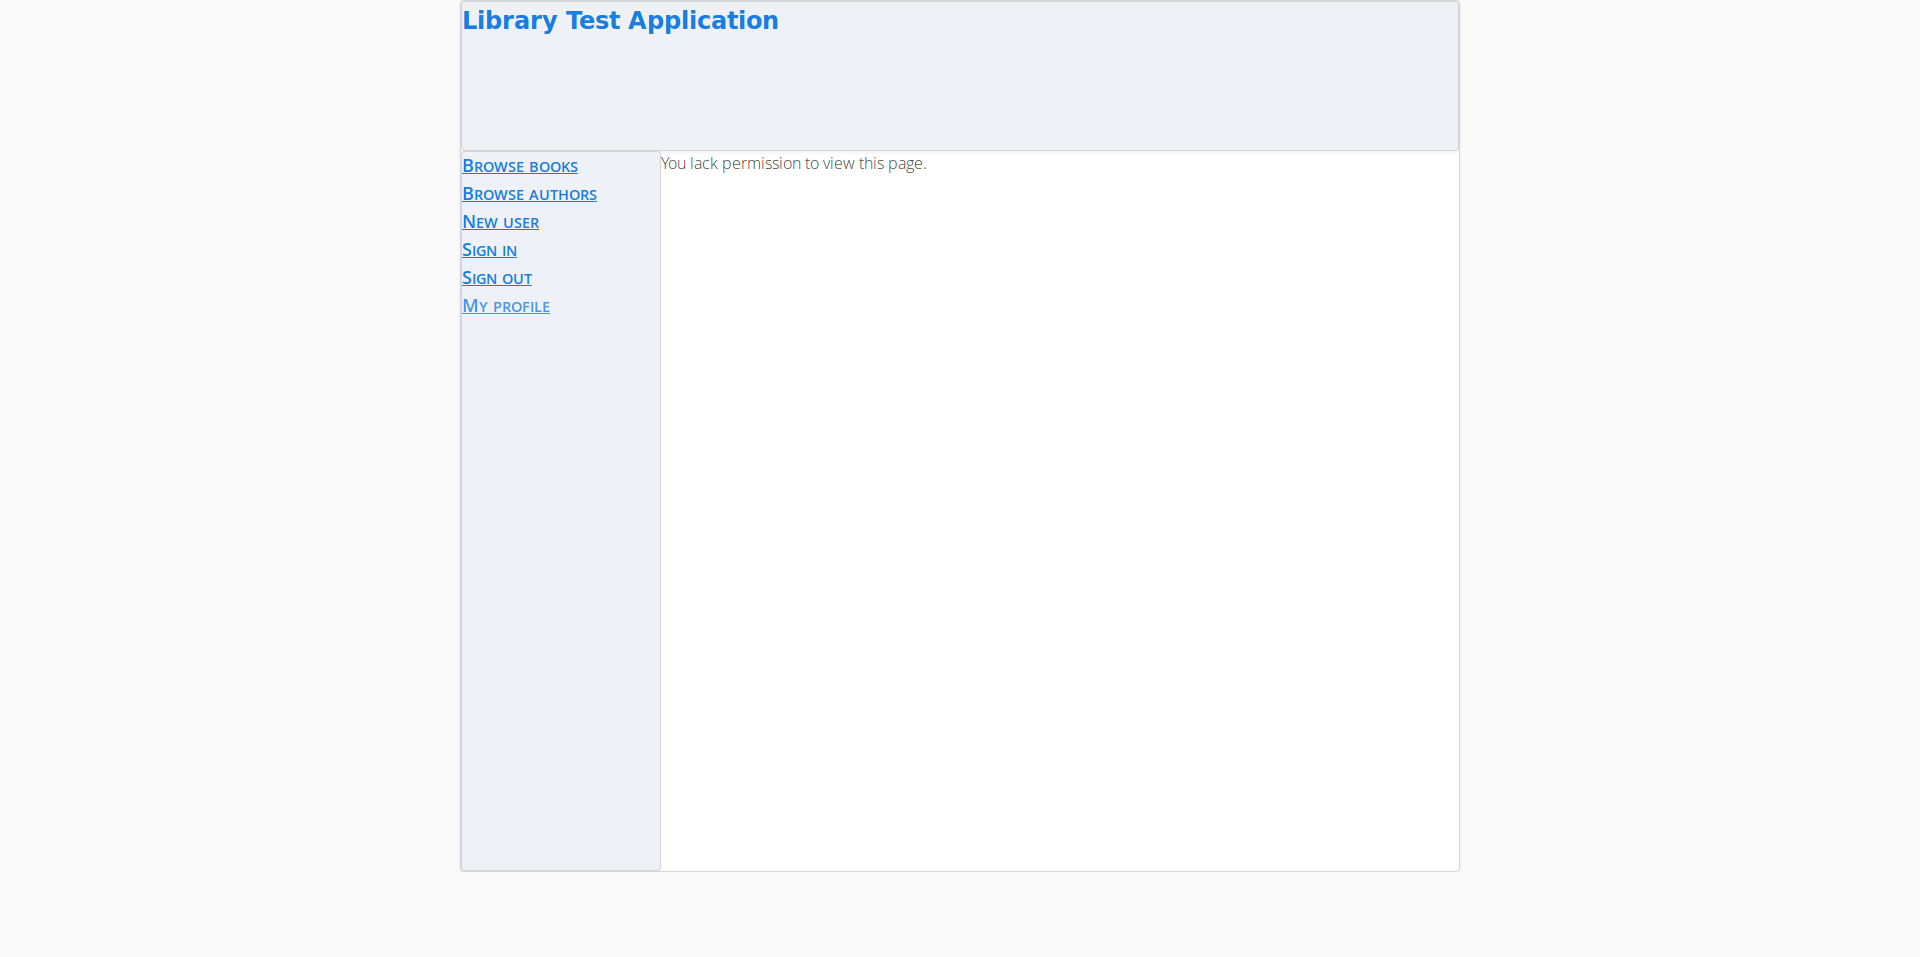 Library Test Application
Browse books
Browse authors
New user
Sign in
Sign out
My profile
You lack permission to view this page.